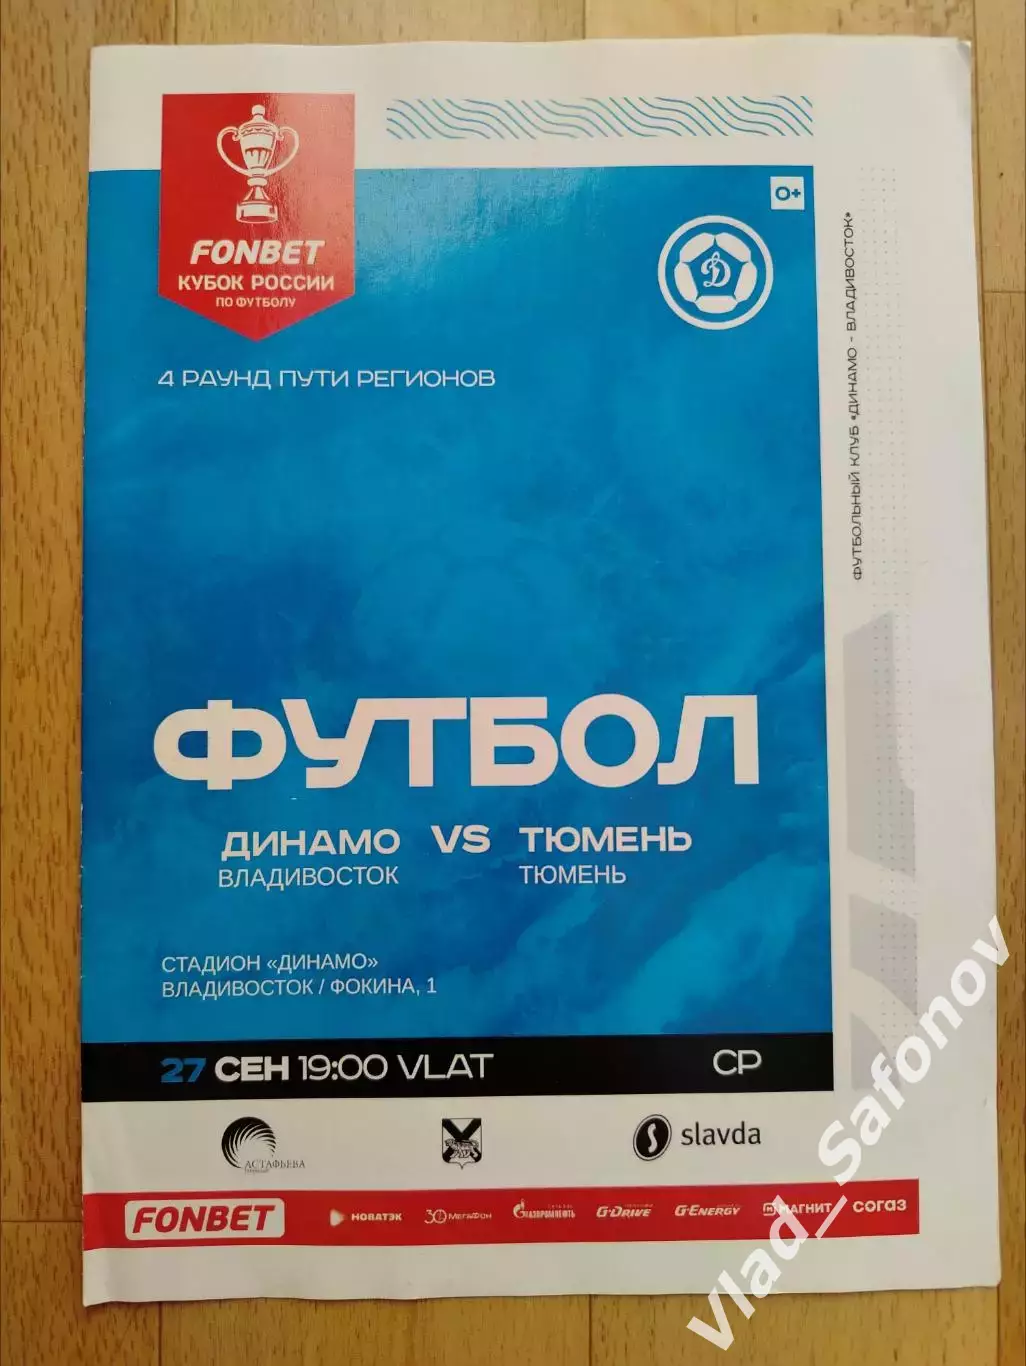 FONBET
КУБОК РОССИИ
ПО ФУТБОЛУ
0+
Д
4 РАУНД ПУТИ РЕГИОНОВ
ФУТБОЛЬНЫЙ КЛУБ «ДИНАМО - ВЛАДИВОСТОК»
ФУТБОЛ
ДИНАМО VS ТЮМЕНЬ
ВЛАДИВОСТОК ТЮМЕНЬ
СТАДИОН «ДИНАМО»
ВЛАДИВОСТОК / ФОКИНА, 1
27 СЕН 19:00 VLAT СР
АСТАФЬЕВА
slavda
FONBET НОВАТЭК 30 МЕГАФОН ГАЗПРОМНЕФТЬ G-DRIVE G-ENERGY МАГНИТ СОГАЗ
Vlad_Safonov